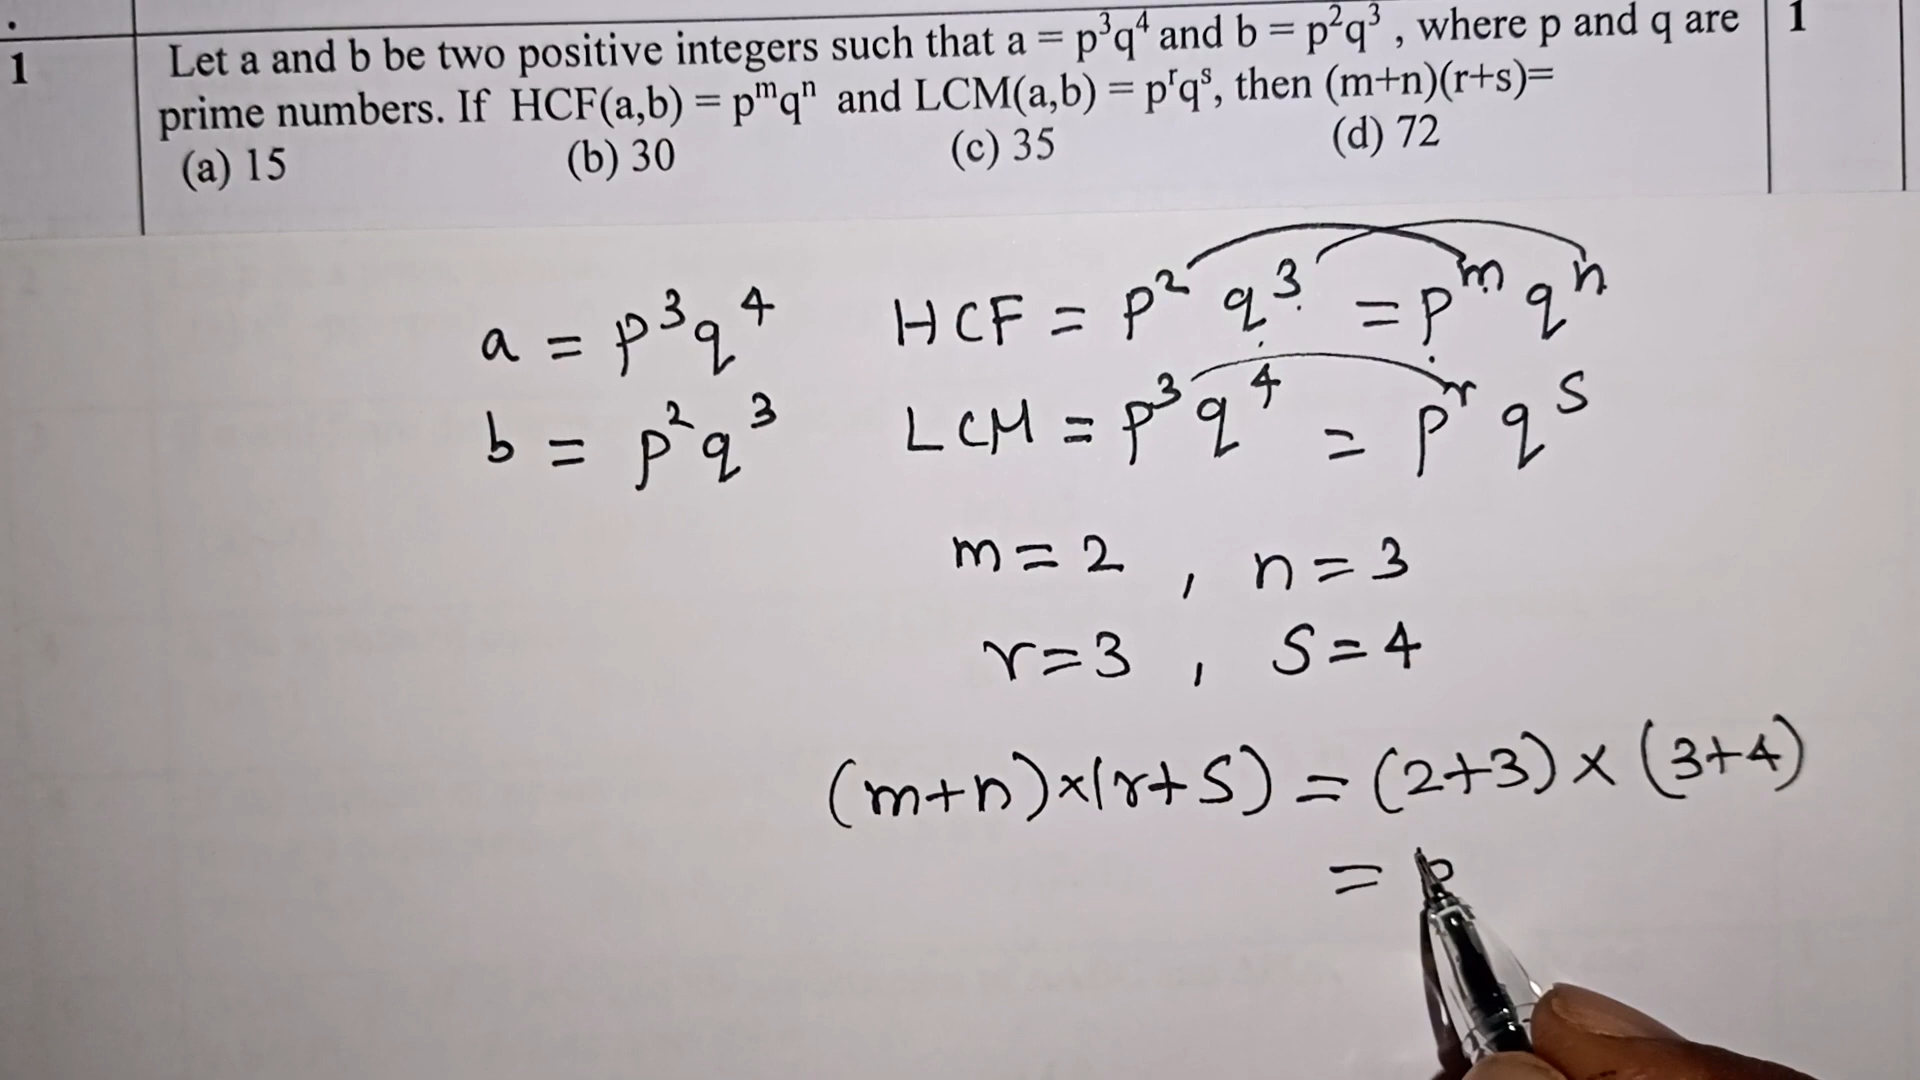 1 Let a and b be two positive integers such that a = p³q⁴ and b = p²q³ , where p and q are 1
prime numbers. If HCF(a,b) = pᵐqⁿ and LCM(a,b) = pʳqˢ, then (m+n)(r+s)=
(a) 15 (b) 30 (c) 35 (d) 72
a = p³q⁴
b = p²q³
HCF = p² q³ = pᵐ qⁿ
LCM = p³q⁴ = pʳ qˢ
m = 2 , n = 3
r = 3 , S = 4
(m+n)×(r+S) = (2+3) × (3+4)
=